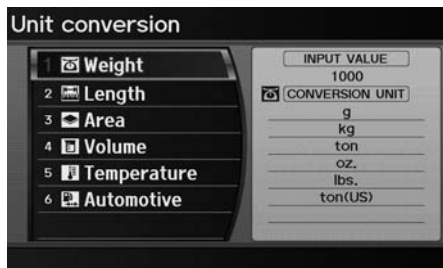 Unit conversion
1 Weight
2 Length
3 Area
4 Volume
5 Temperature
6 Automotive
INPUT VALUE
1000
CONVERSION UNIT
g
kg
ton
oz.
lbs.
ton(US)